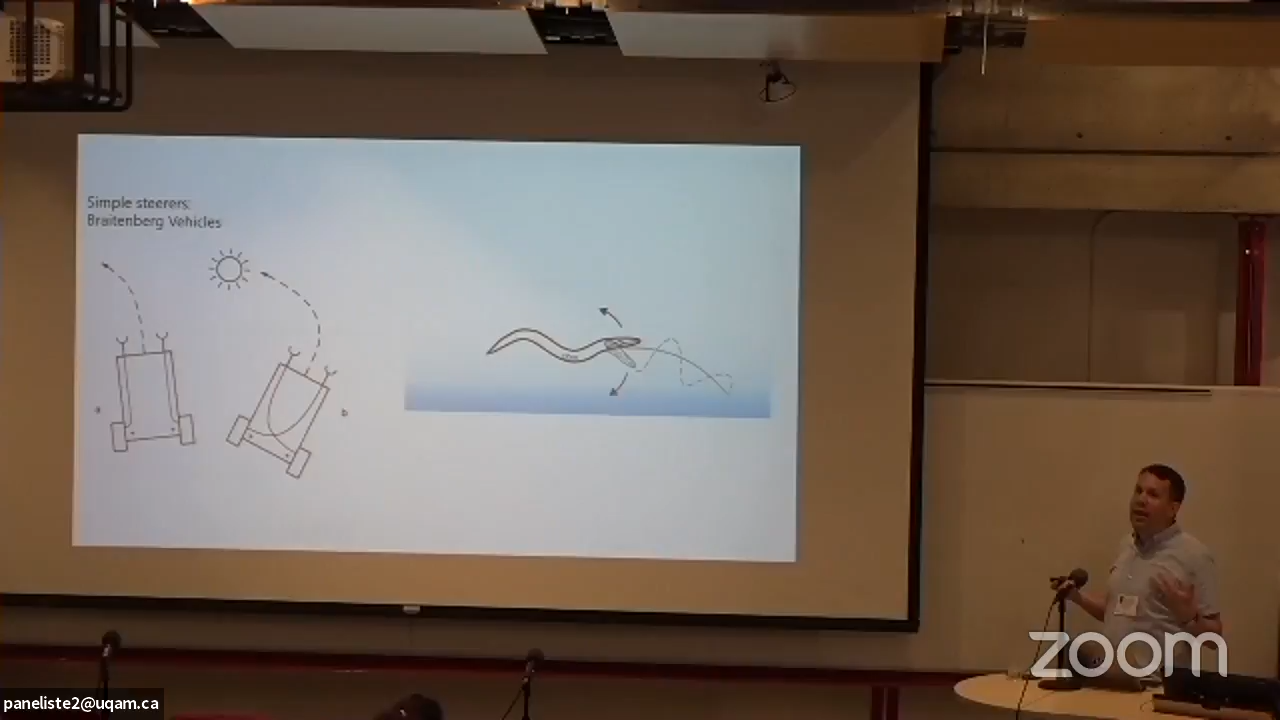 Simple steerers:
Braitenberg Vehicles
a
b
zoom
paneliste2@uqam.ca